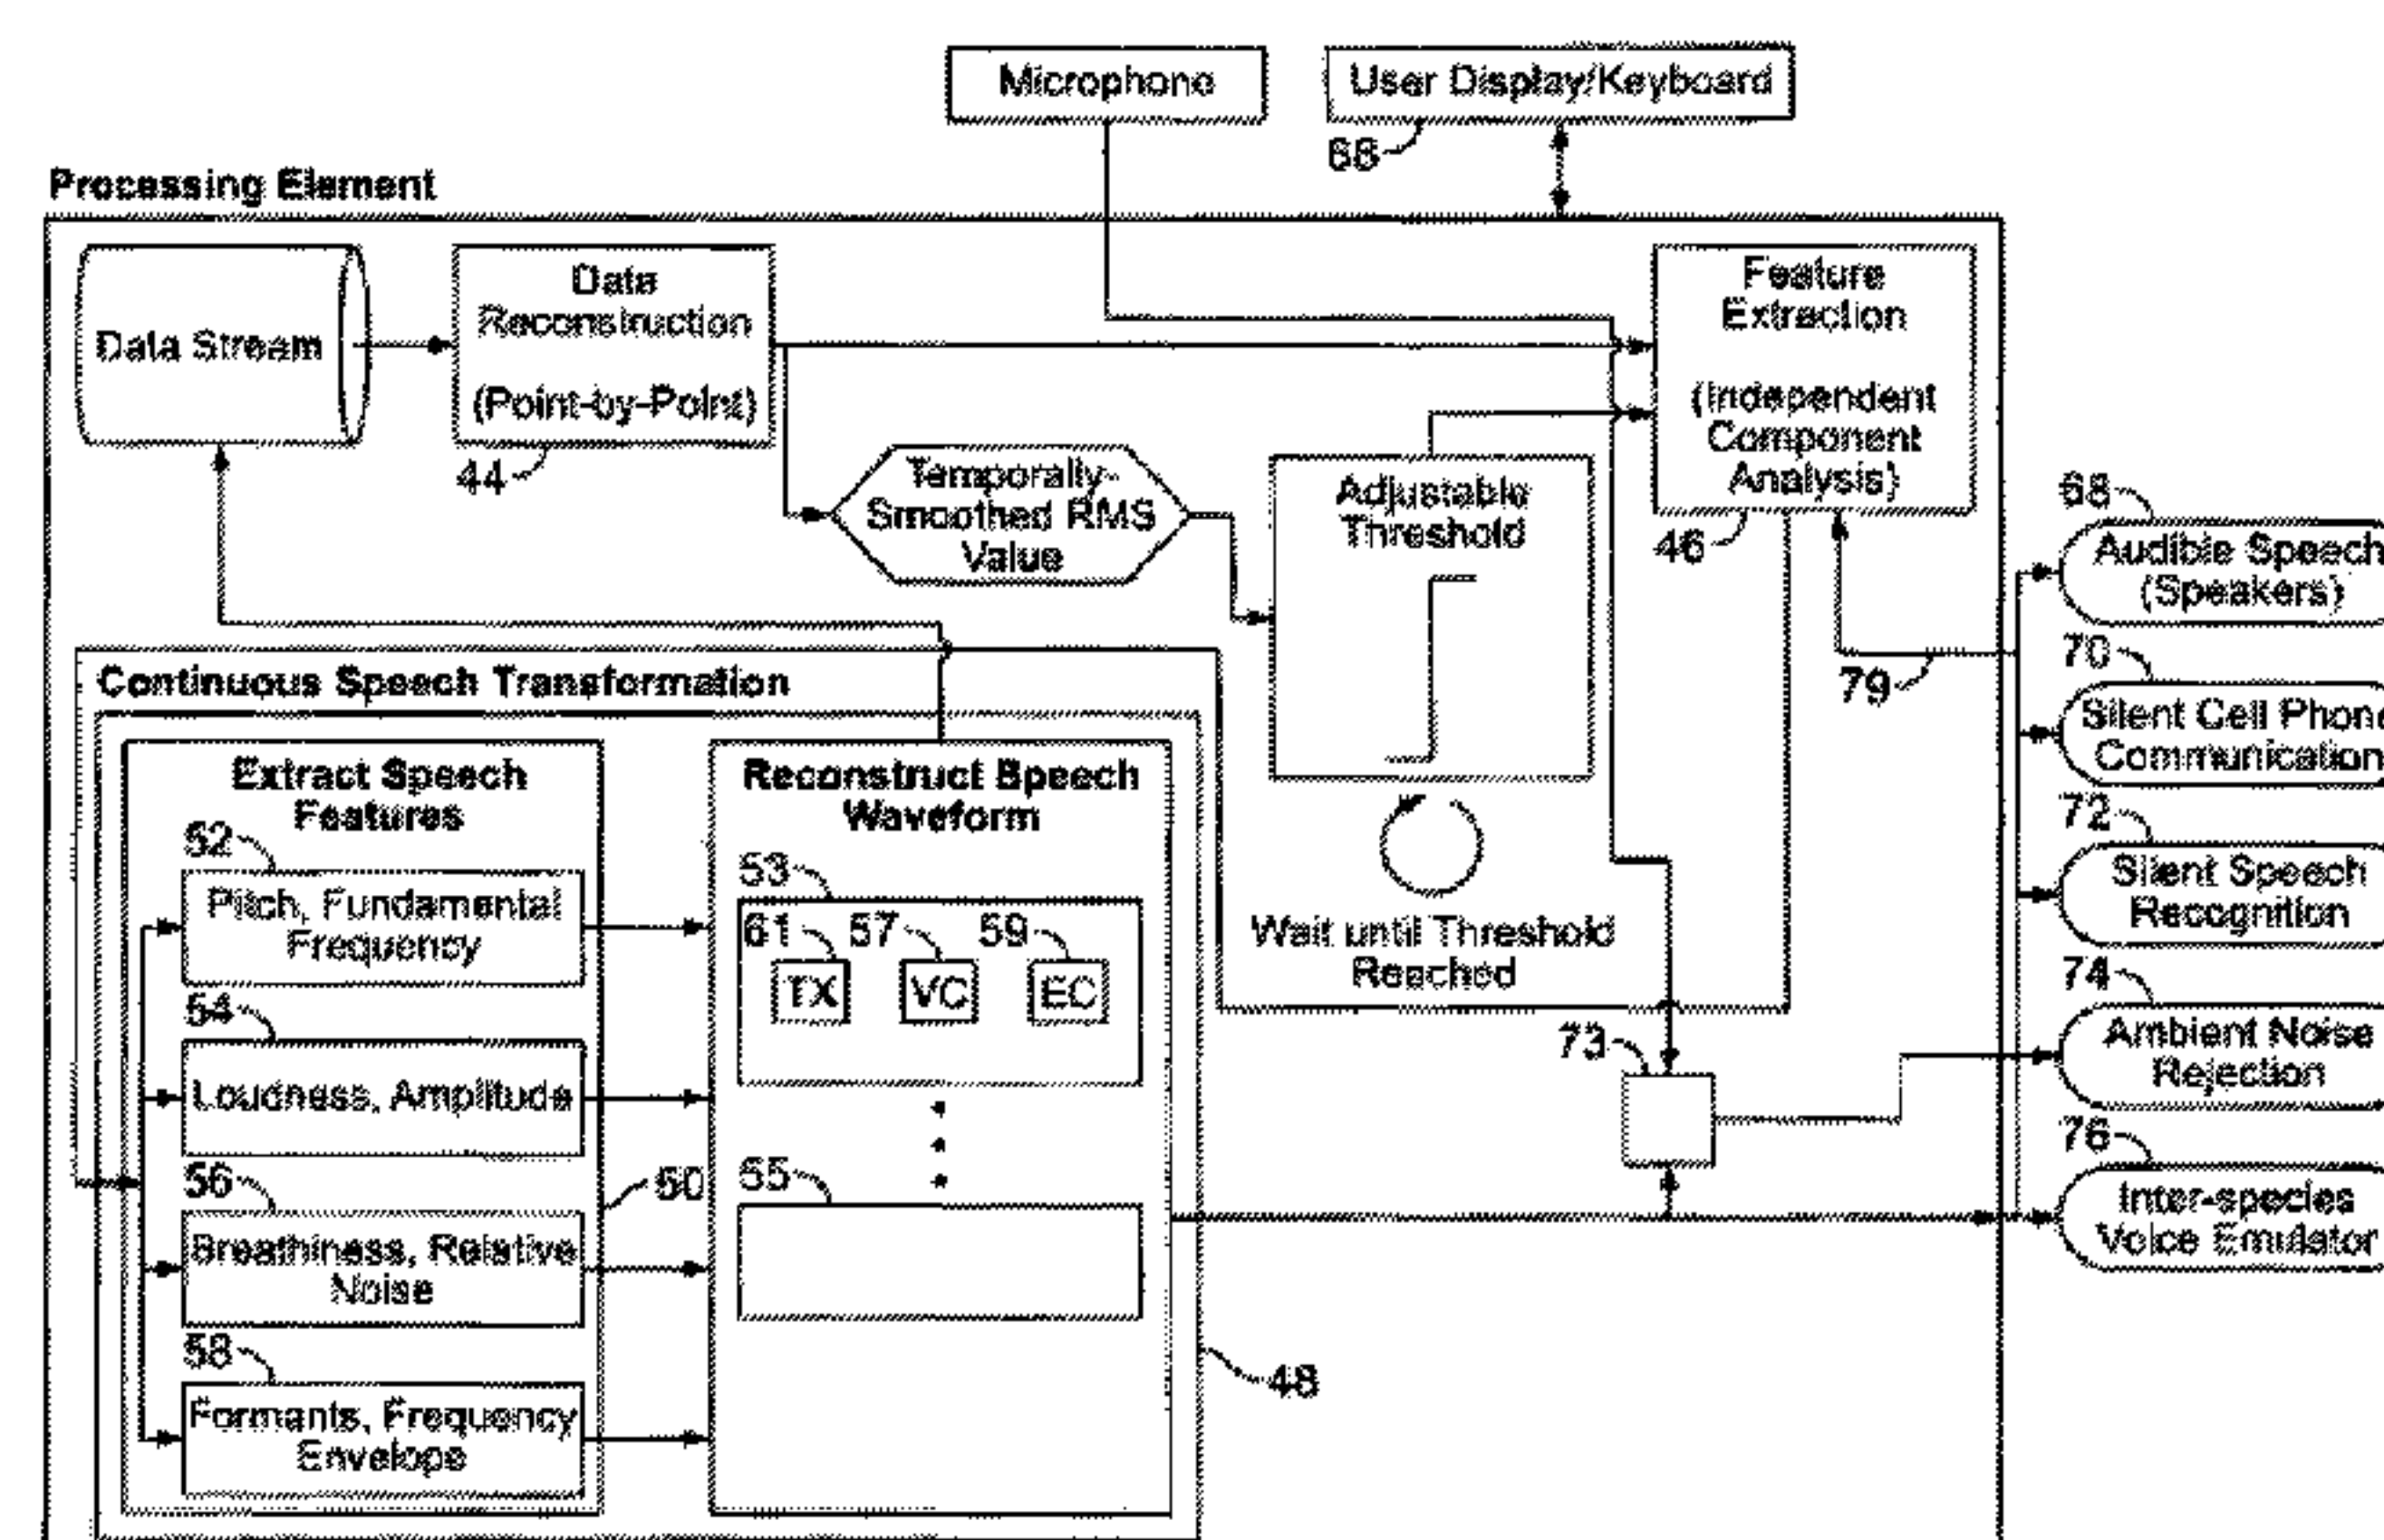 Microphone
User Display/Keyboard
66
Processing Element
Data Stream
Data
Reconstruction
(Point-by-Point)
44
Feature
Extraction
(Independent
Component
Analysis)
46
Temporally-
Smoothed RMS
Value
Adjustable
Threshold
Wait until Threshold
Reached
79
68
Audible Speech
(Speakers)
70
Silent Cell Phone
Communication
72
Silent Speech
Recognition
74
Ambient Noise
Rejection
76
Inter-species
Voice Emulator
73
Continuous Speech Transformation
Extract Speech
Features
52
Pitch, Fundamental
Frequency
54
Loudness, Amplitude
56
Breathiness, Relative
Noise
58
Formants, Frequency
Envelope
50
Reconstruct Speech
Waveform
53
61 57 59
TX VC EC
55
48